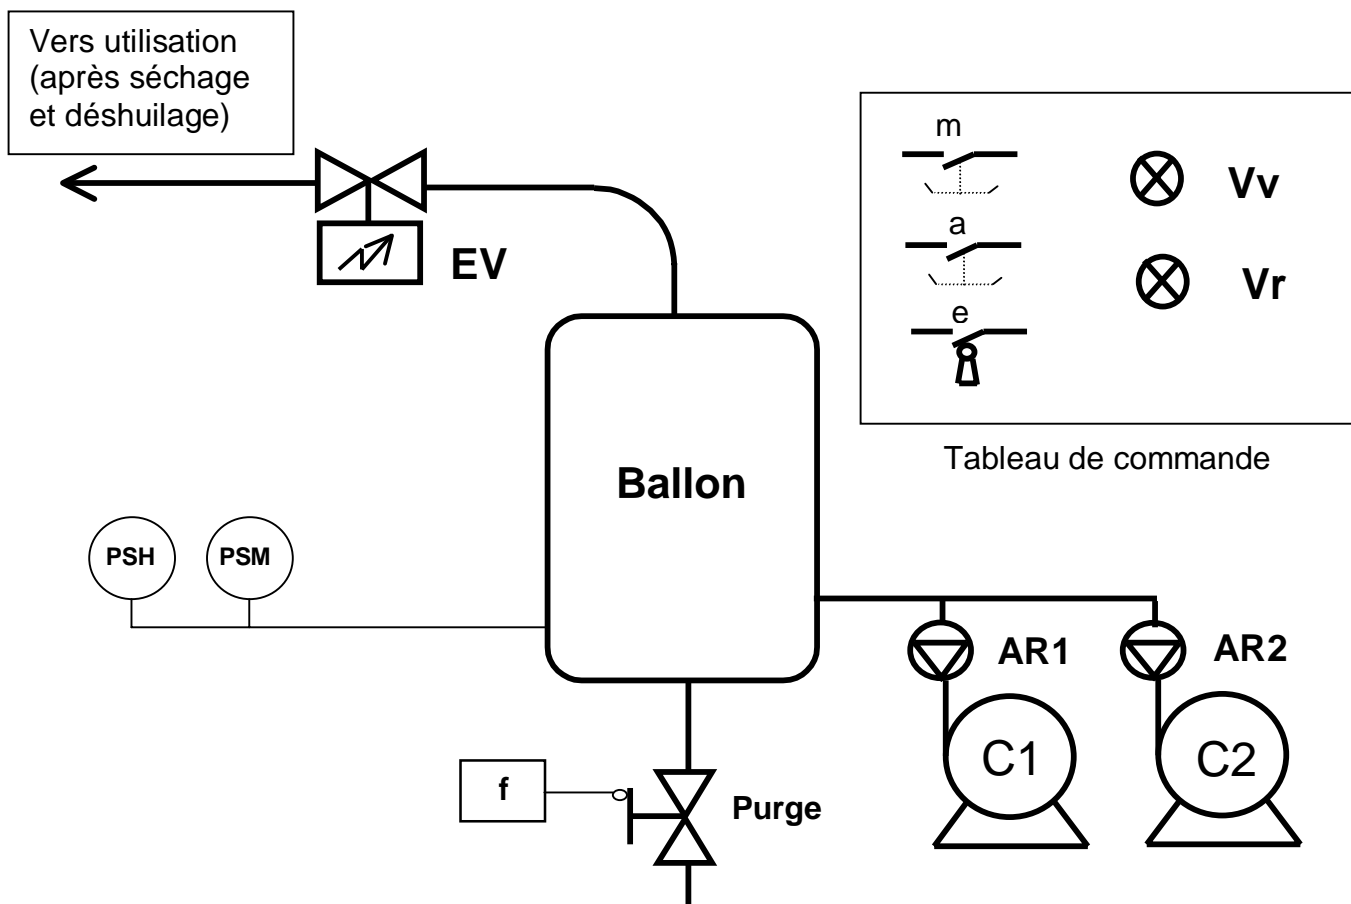 Vers utilisation
(après séchage
et déshuilage)
EV
m
a
e
Vv
Vr
Tableau de commande
Ballon
PSH
PSM
AR1
AR2
C1
C2
f
Purge